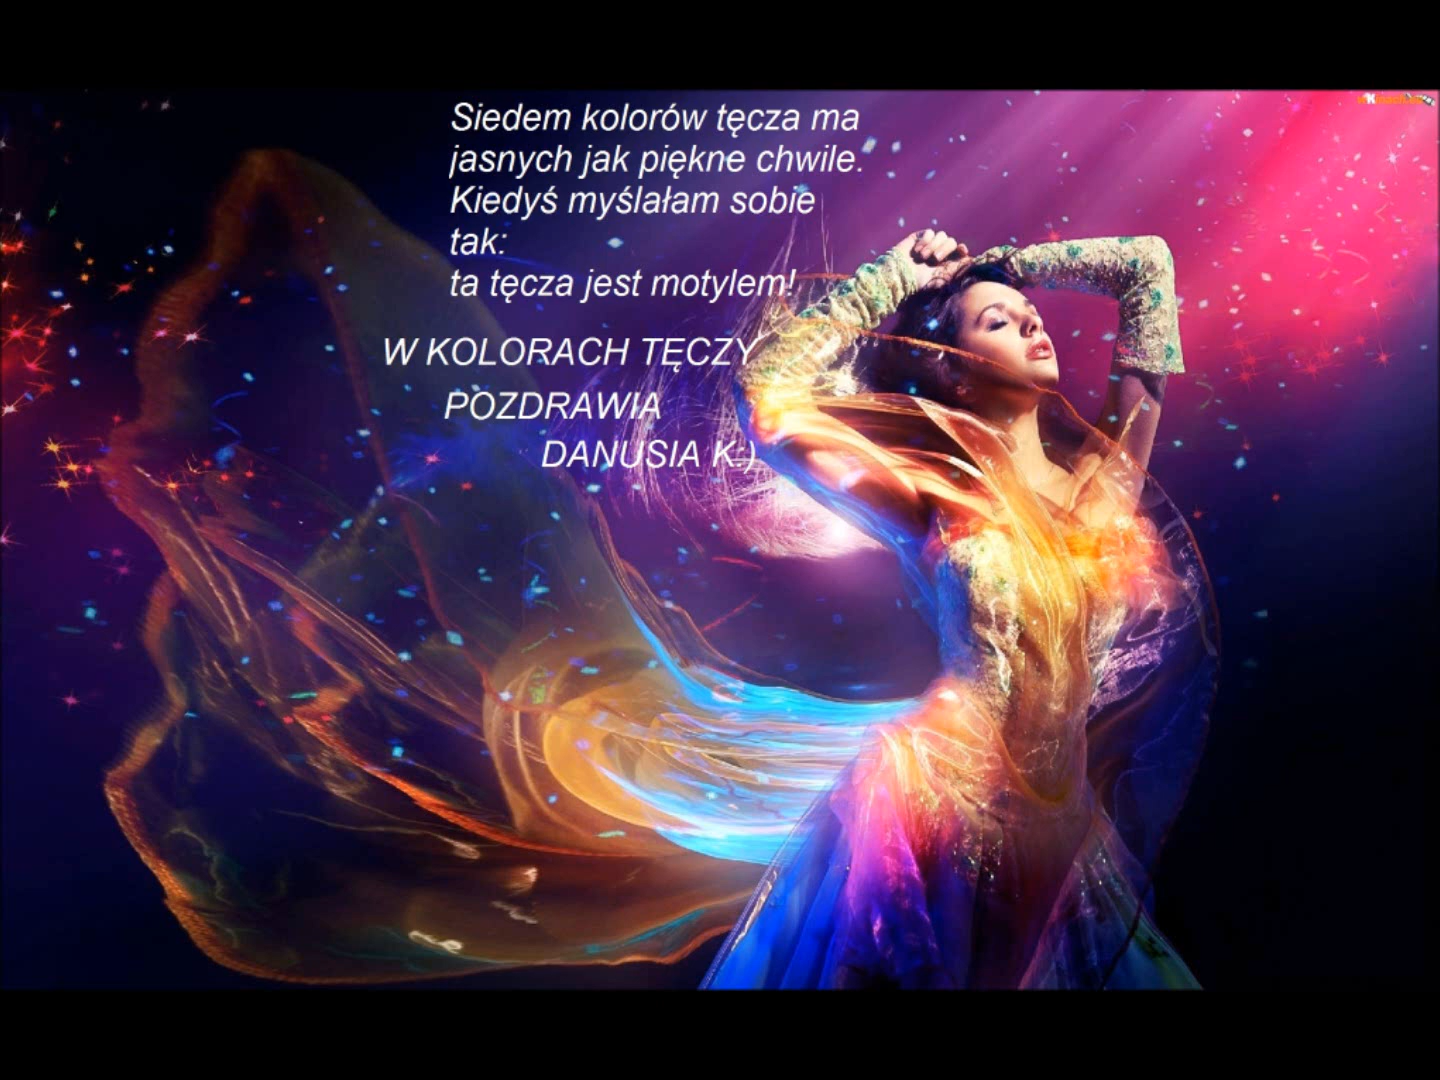 Siedem kolorów tęcza ma
jasnych jak piękne chwile.
Kiedyś myślałam sobie
tak:
ta tęcza jest motylem!
W KOLORACH TĘCZY
POZDRAWIA
DANUSIA K:)